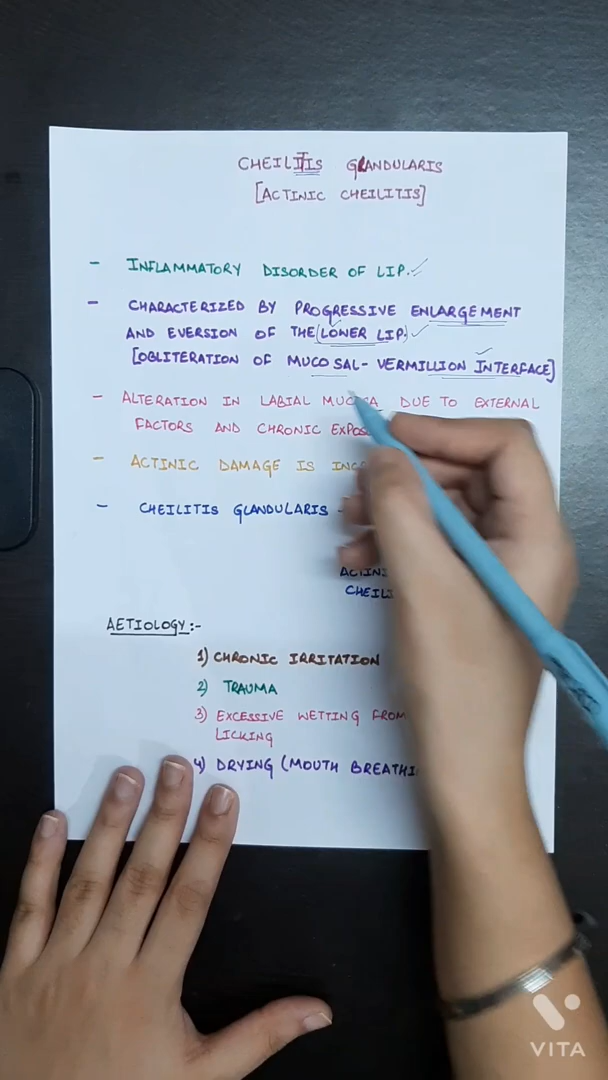 CHEILITIS GLANDULARIS
[ACTINIC CHEILITIS]
- INFLAMMATORY DISORDER OF LIP.
- CHARACTERIZED BY PROGRESSIVE ENLARGEMENT
AND EVERSION OF THE (LOWER LIP.)
[OBLITERATION OF MUCOSAL-VERMILLION INTERFACE]
- ALTERATION IN LABIAL DUE TO EXTERNAL
FACTORS AND CHRONIC
- ACTINIC DAMAGE IS
- CHEILITIS GLANDULARIS -
AETIOLOGY:-
1) CHRONIC IRRITATION
2) TRAUMA
3) EXCESSIVE WETTING FROM
LICKING
4) DRYING (MOUTH
VITA